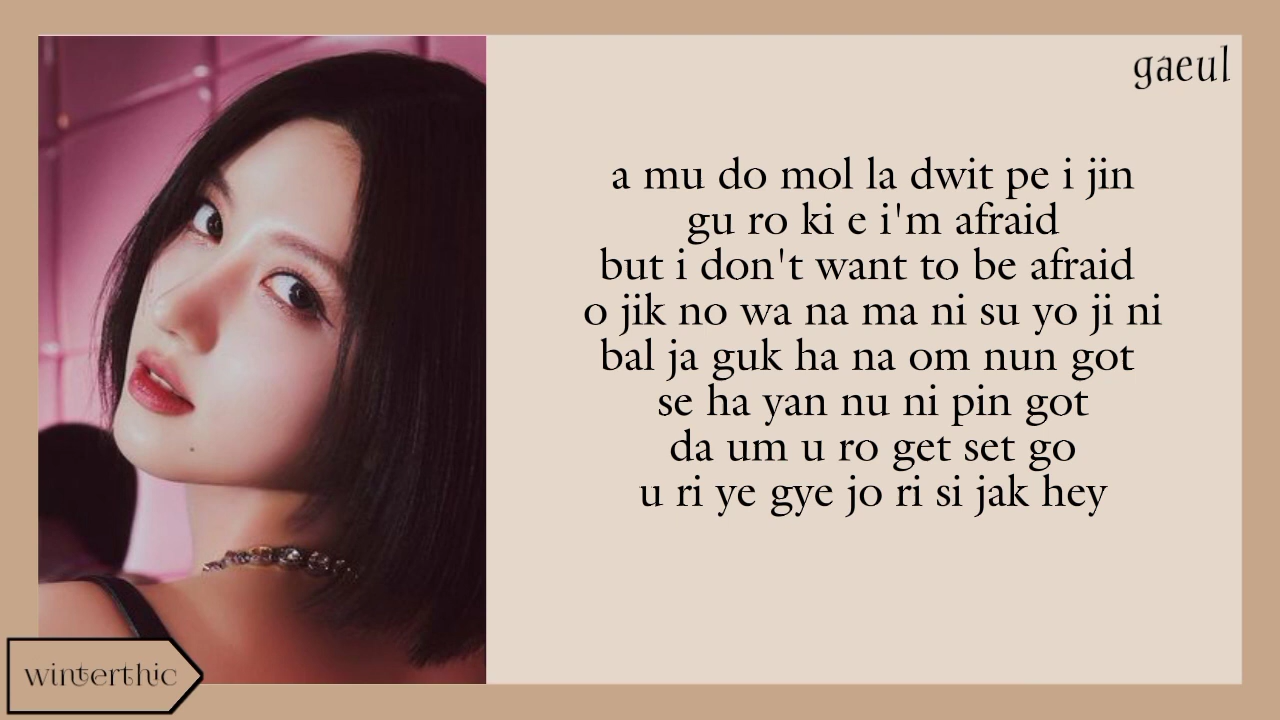 gaeul
a mu do mol la dwit pe i jin
gu ro ki e i'm afraid
but i don't want to be afraid
o jik no wa na ma ni su yo ji ni
bal ja guk ha na om nun got
se ha yan nu ni pin got
da um u ro get set go
u ri ye gye jo ri si jak hey
winterthic